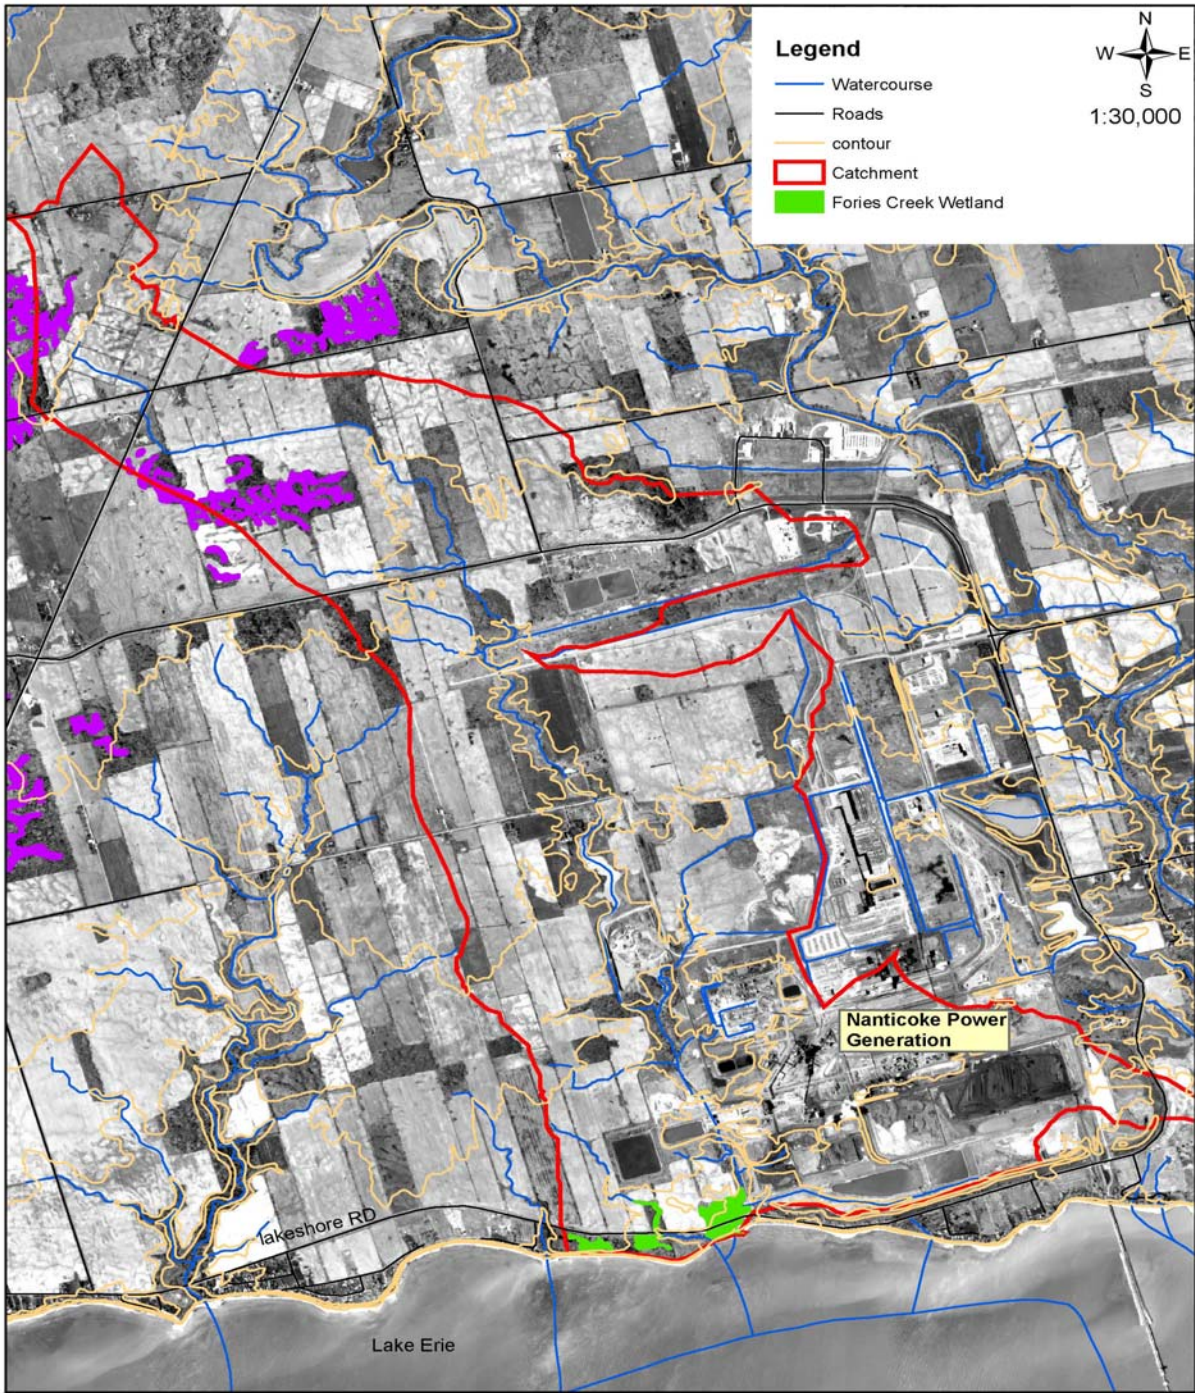 Legend
Watercourse
Roads
contour
Catchment
Fories Creek Wetland
N
W E
S
1:30,000
Nanticoke Power
Generation
lakeshore RD
Lake Erie